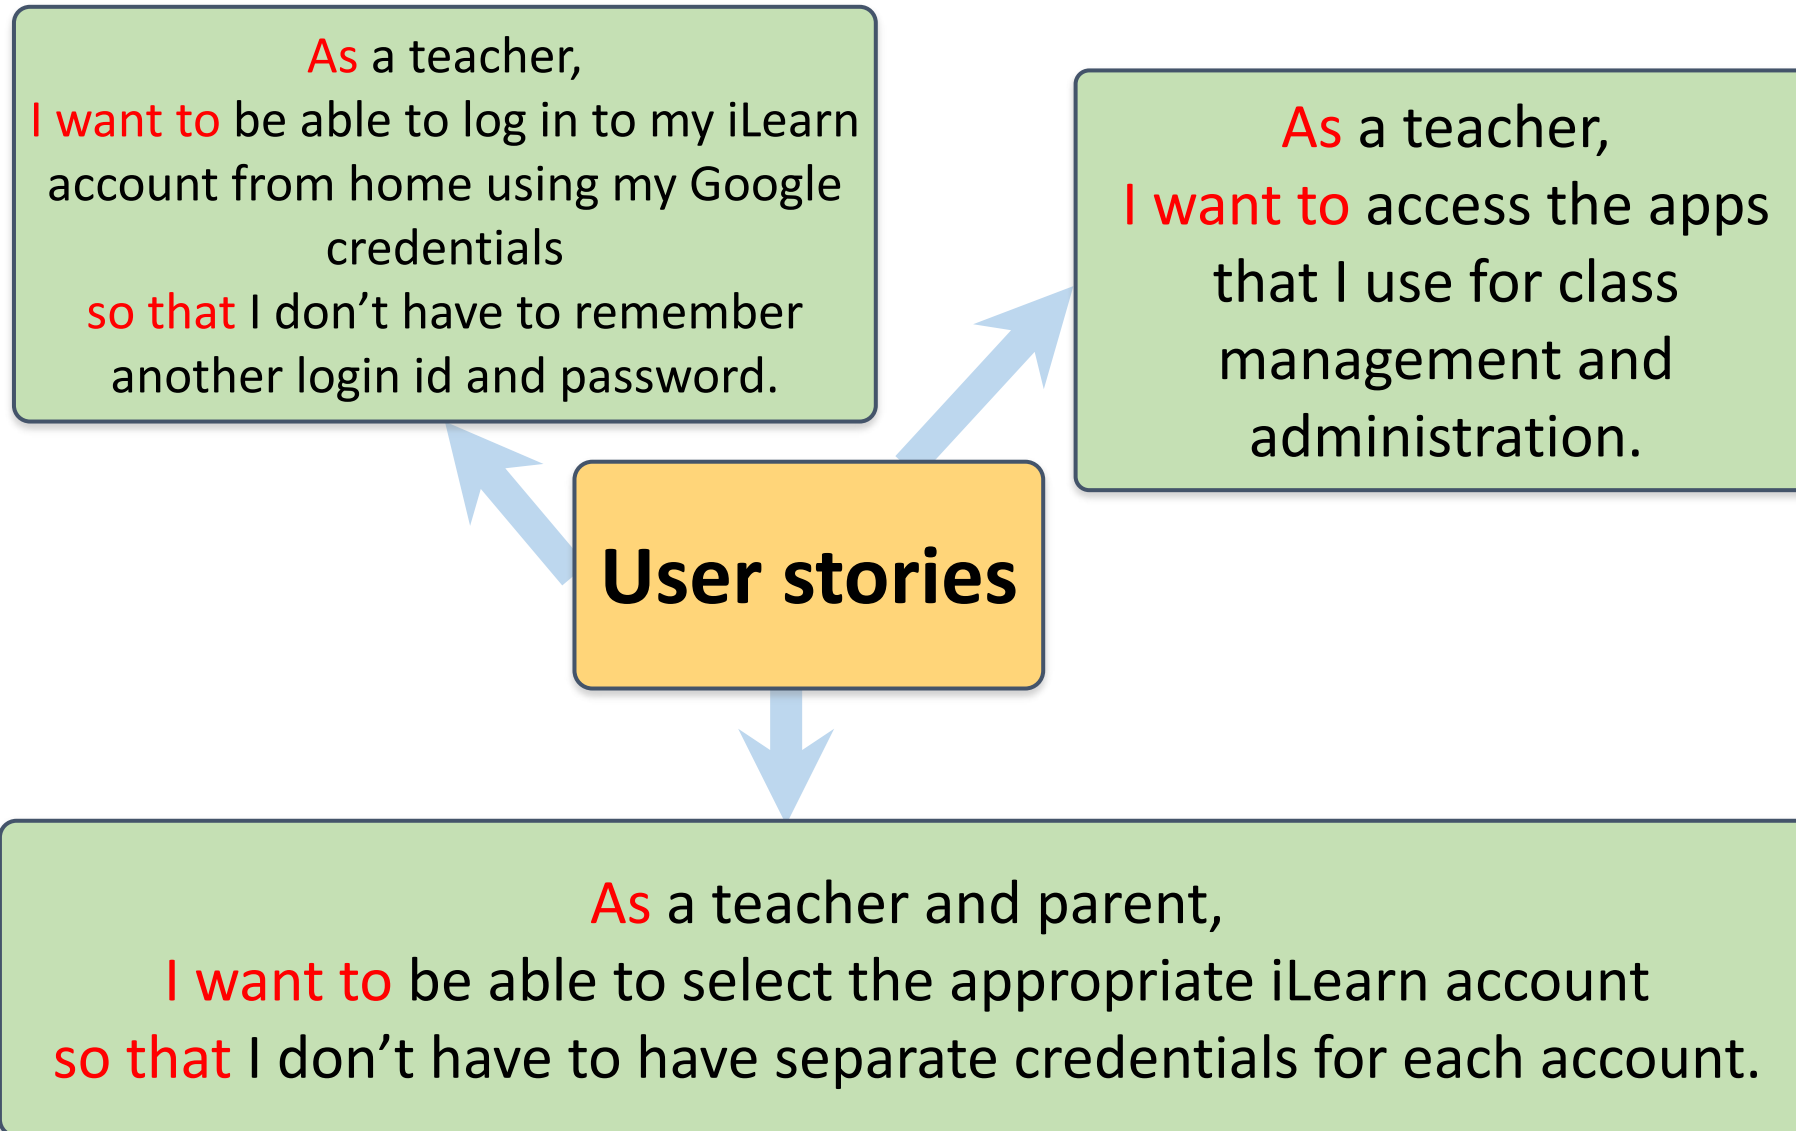 As a teacher,
I want to be able to log in to my iLearn
account from home using my Google
credentials
so that I don’t have to remember
another login id and password.
As a teacher,
I want to access the apps
that I use for class
management and
administration.
User stories
As a teacher and parent,
I want to be able to select the appropriate iLearn account
so that I don’t have to have separate credentials for each account.